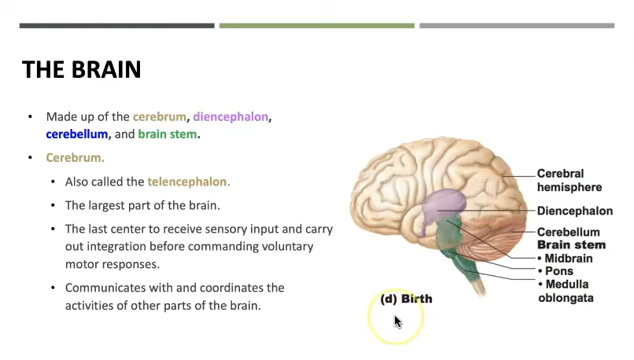 THE BRAIN
• Made up of the cerebrum, diencephalon,
cerebellum, and brain stem.
• Cerebrum.
• Also called the telencephalon.
• The largest part of the brain.
• The last center to receive sensory input and carry
out integration before commanding voluntary
motor responses.
• Communicates with and coordinates the
activities of other parts of the brain.
Cerebral
hemisphere
Diencephalon
Cerebellum
Brain stem
• Midbrain
• Pons
• Medulla
oblongata
(d) Birth